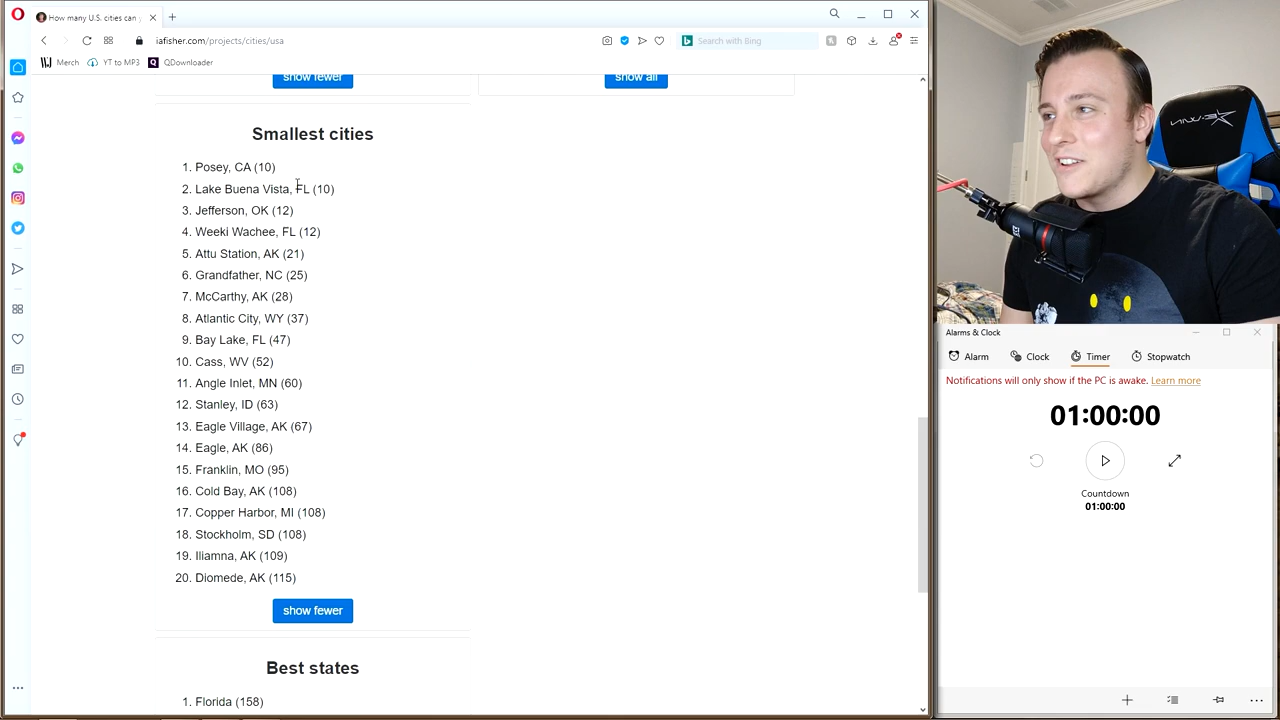 How many U.S. cities can y
iafisher.com/projects/cities/usa
Search with Bing
Merch
YT to MP3
QDownloader
show fewer
show all
Smallest cities
1. Posey, CA (10)
2. Lake Buena Vista, FL (10)
3. Jefferson, OK (12)
4. Weeki Wachee, FL (12)
5. Attu Station, AK (21)
6. Grandfather, NC (25)
7. McCarthy, AK (28)
8. Atlantic City, WY (37)
9. Bay Lake, FL (47)
10. Cass, WV (52)
11. Angle Inlet, MN (60)
12. Stanley, ID (63)
13. Eagle Village, AK (67)
14. Eagle, AK (86)
15. Franklin, MO (95)
16. Cold Bay, AK (108)
17. Copper Harbor, MI (108)
18. Stockholm, SD (108)
19. Iliamna, AK (109)
20. Diomede, AK (115)
show fewer
Best states
1. Florida (158)
Alarms & Clock
Alarm
Clock
Timer
Stopwatch
Notifications will only show if the PC is awake. Learn more
01:00:00
Countdown
01:00:00